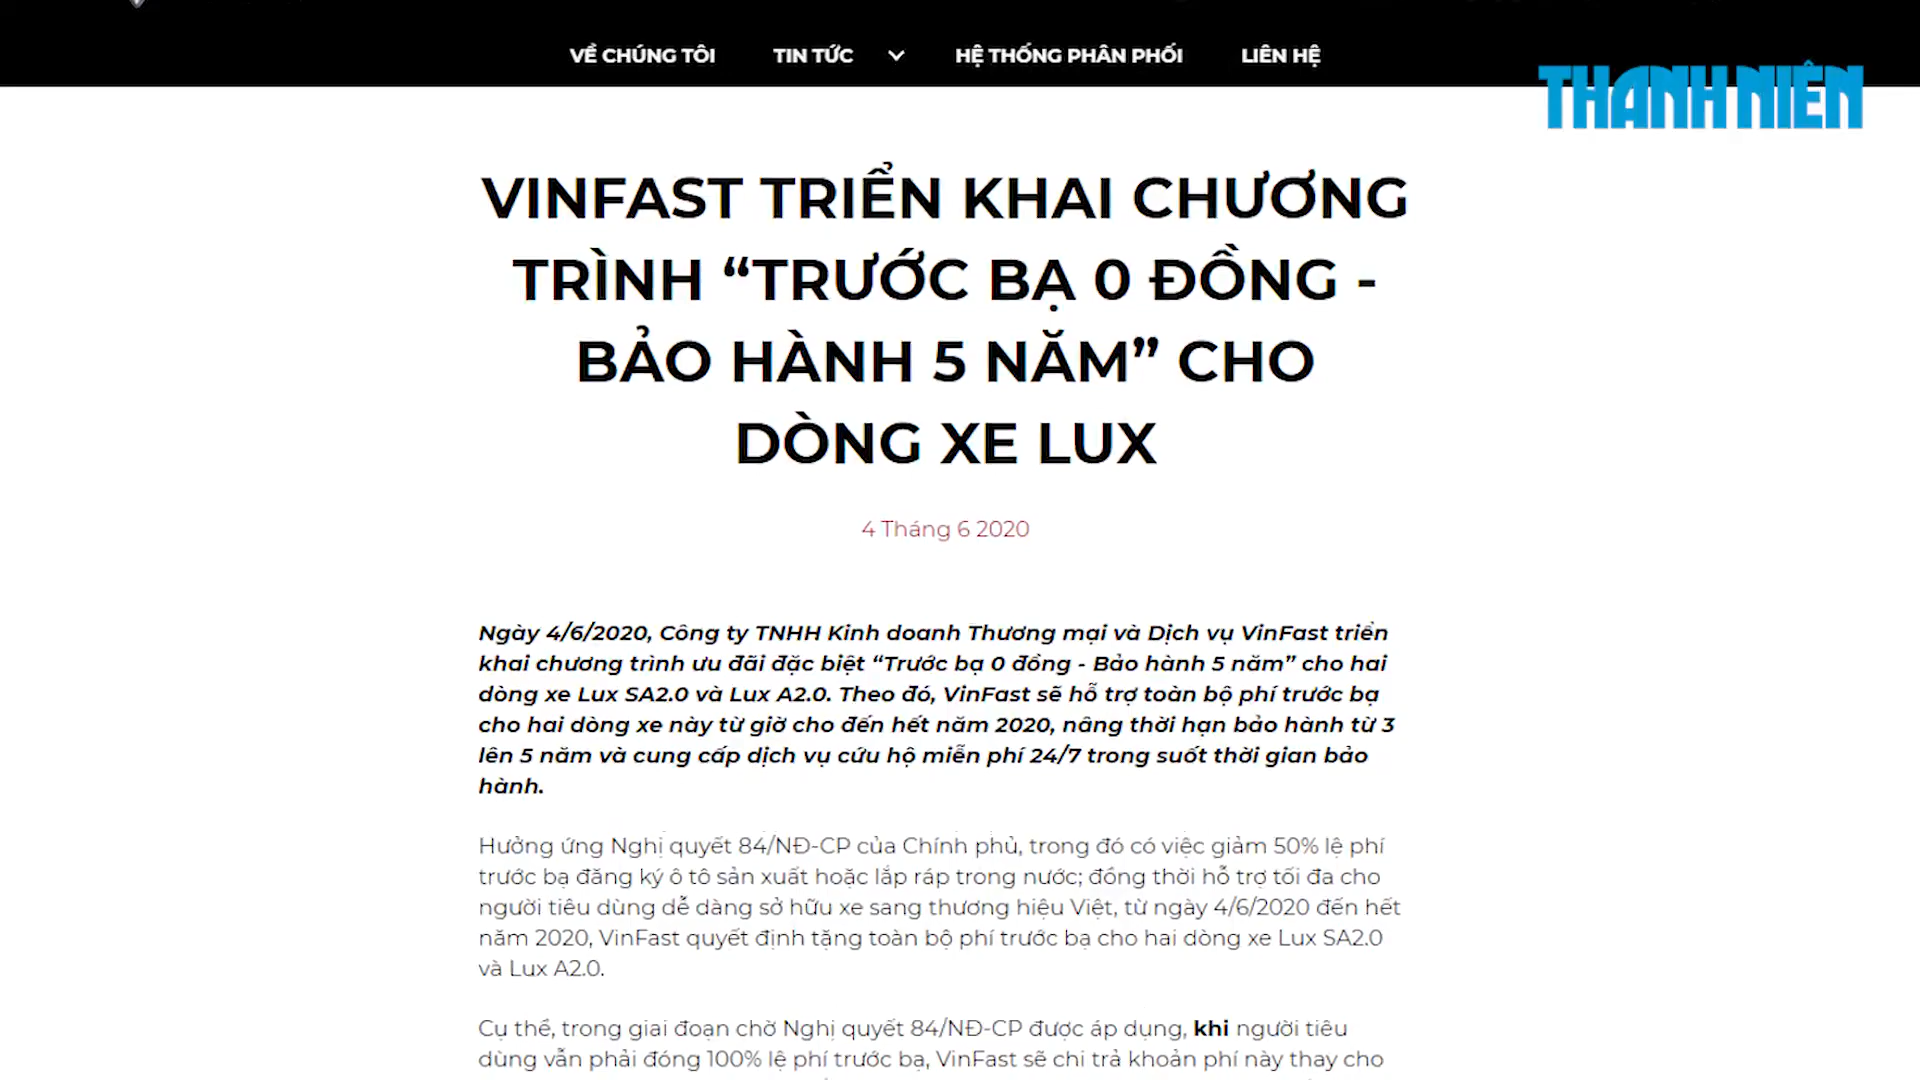 VỀ CHÚNG TÔI TIN TỨC HỆ THỐNG PHÂN PHỐI LIÊN HỆ
THANH NIÊN
VINFAST TRIỂN KHAI CHƯƠNG
TRÌNH “TRƯỚC BẠ 0 ĐỒNG -
BẢO HÀNH 5 NĂM” CHO
DÒNG XE LUX
4 Tháng 6 2020
Ngày 4/6/2020, Công ty TNHH Kinh doanh Thương mại và Dịch vụ VinFast triển
khai chương trình ưu đãi đặc biệt “Trước bạ 0 đồng - Bảo hành 5 năm” cho hai
dòng xe Lux SA2.0 và Lux A2.0. Theo đó, VinFast sẽ hỗ trợ toàn bộ phí trước bạ
cho hai dòng xe này từ giờ cho đến hết năm 2020, nâng thời hạn bảo hành từ 3
lên 5 năm và cung cấp dịch vụ cứu hộ miễn phí 24/7 trong suốt thời gian bảo
hành.
Hưởng ứng Nghị quyết 84/NĐ-CP của Chính phủ, trong đó có việc giảm 50% lệ phí
trước bạ đăng ký ô tô sản xuất hoặc lắp ráp trong nước; đồng thời hỗ trợ tối đa cho
người tiêu dùng dễ dàng sở hữu xe sang thương hiệu Việt, từ ngày 4/6/2020 đến hết
năm 2020, VinFast quyết định tặng toàn bộ phí trước bạ cho hai dòng xe Lux SA2.0
và Lux A2.0.
Cụ thể, trong giai đoạn chờ Nghị quyết 84/NĐ-CP được áp dụng, khi người tiêu
dùng vẫn phải đóng 100% lệ phí trước bạ, VinFast sẽ chi trả khoản phí này thay cho